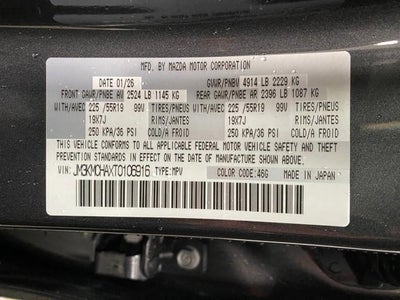 MFD. BY MAZDA MOTOR CORPORATION
DATE 01/26 GVWR/PNBV 4914 LB 2229 KG
FRONT GAWR/PNBE AV 2524 LB 1145 KG REAR GAWR/PNBE AR 2396 LB 1087 KG
WITH/AVEC 225/55R19 99V TIRES/PNEUS WITH/AVEC 225/55R19 99V TIRES/PNEUS
19X7J RIMS/JANTES 19X7J RIMS/JANTES
250 KPA/36 PSI COLD/A FROID 250 KPA/36 PSI COLD/A FROID
THIS VEHICLE CONFORMS TO ALL APPLICABLE FEDERAL MOTOR VEHICLE
SAFETY, BUMPER, AND THEFT PREVENTION STANDARDS IN EFFECT ON THE
DATE OF MANUFACTURE SHOWN ABOVE.
VIN: JM3KMCHAXT0106916 TYPE:MPV COLOR CODE:46G MADE IN JAPAN